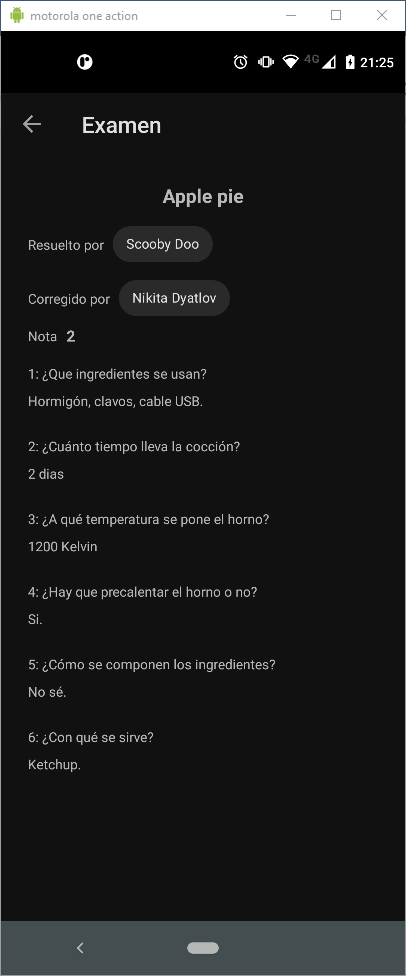 motorola one action
4G 21:25
Examen
Apple pie
Resuelto por Scooby Doo
Corregido por Nikita Dyatlov
Nota 2
1: ¿Que ingredientes se usan?
Hormigón, clavos, cable USB.
2: ¿Cuánto tiempo lleva la cocción?
2 dias
3: ¿A qué temperatura se pone el horno?
1200 Kelvin
4: ¿Hay que precalentar el horno o no?
Si.
5: ¿Cómo se componen los ingredientes?
No sé.
6: ¿Con qué se sirve?
Ketchup.